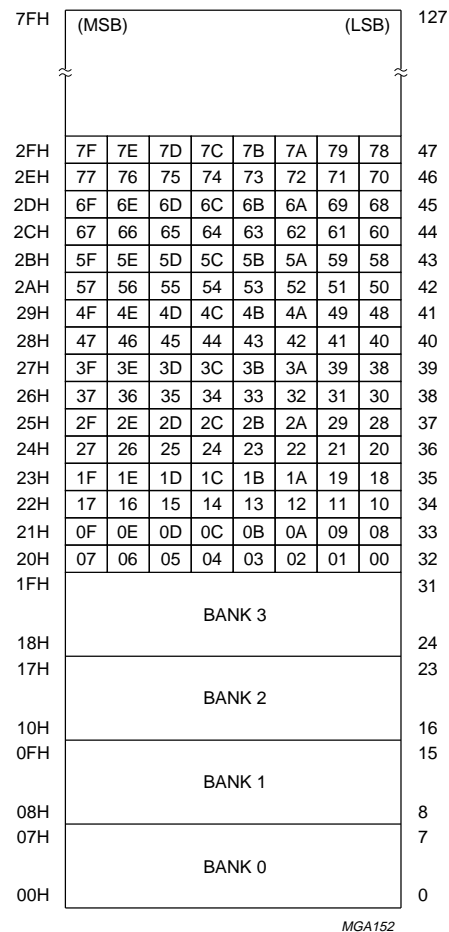 7FH (MSB) (LSB) 127
2FH 7F 7E 7D 7C 7B 7A 79 78 47
2EH 77 76 75 74 73 72 71 70 46
2DH 6F 6E 6D 6C 6B 6A 69 68 45
2CH 67 66 65 64 63 62 61 60 44
2BH 5F 5E 5D 5C 5B 5A 59 58 43
2AH 57 56 55 54 53 52 51 50 42
29H 4F 4E 4D 4C 4B 4A 49 48 41
28H 47 46 45 44 43 42 41 40 40
27H 3F 3E 3D 3C 3B 3A 39 38 39
26H 37 36 35 34 33 32 31 30 38
25H 2F 2E 2D 2C 2B 2A 29 28 37
24H 27 26 25 24 23 22 21 20 36
23H 1F 1E 1D 1C 1B 1A 19 18 35
22H 17 16 15 14 13 12 11 10 34
21H 0F 0E 0D 0C 0B 0A 09 08 33
20H 07 06 05 04 03 02 01 00 32
1FH 31
BANK 3
18H 24
17H 23
BANK 2
10H 16
0FH 15
BANK 1
08H 8
07H 7
BANK 0
00H 0
MGA152